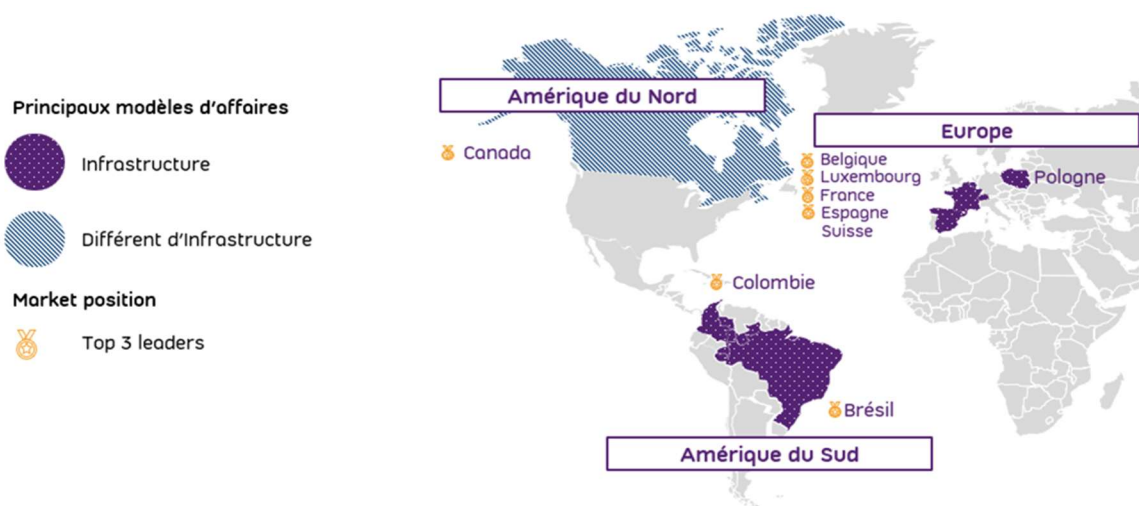 Principaux modèles d'affaires
Infrastructure
Différent d'Infrastructure
Market position
Top 3 leaders
Amérique du Nord
Canada
Europe
Belgique
Luxembourg
France
Espagne
Suisse
Pologne
Colombie
Brésil
Amérique du Sud